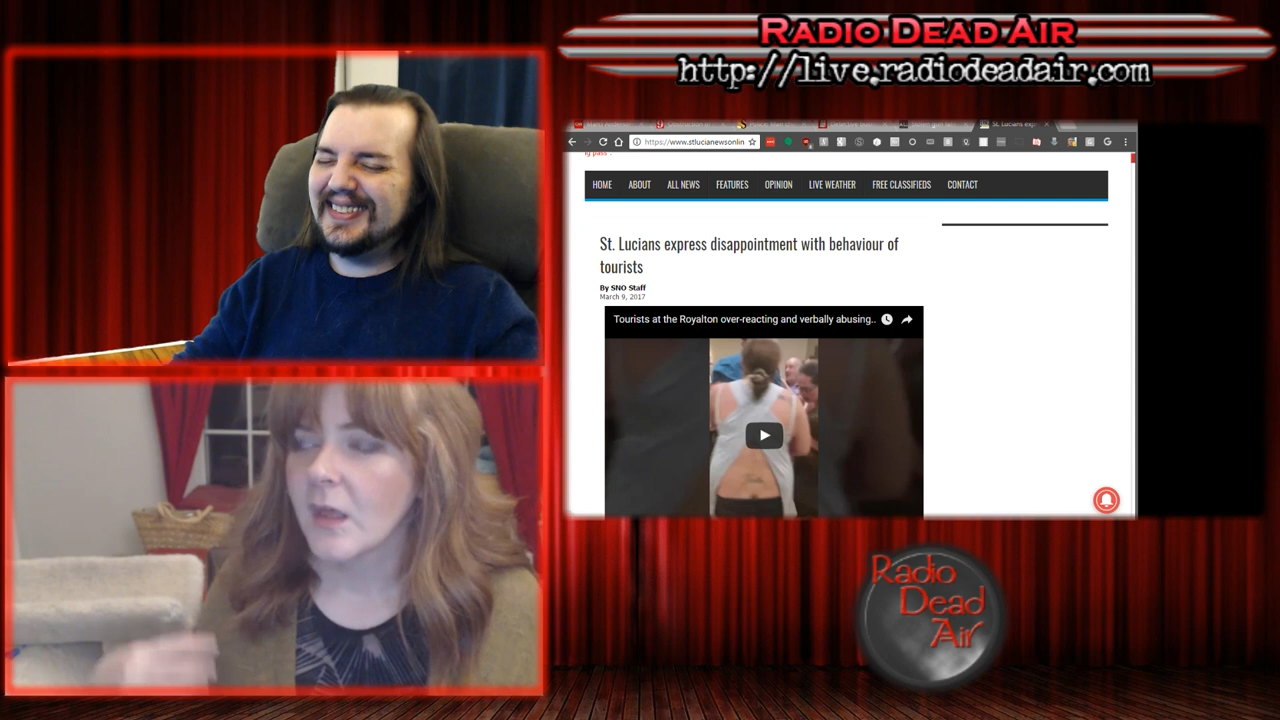 RADIO DEAD AIR
http://live.radiodeadair.com
https://www.stlucianewsonlin
HOME ABOUT ALL NEWS FEATURES OPINION LIVE WEATHER FREE CLASSIFIEDS CONTACT
St. Lucians express disappointment with behaviour of
tourists
By SNO Staff
March 9, 2017
Tourists at the Royalton over-reacting and verbally abusing..
Radio
Dead
Air